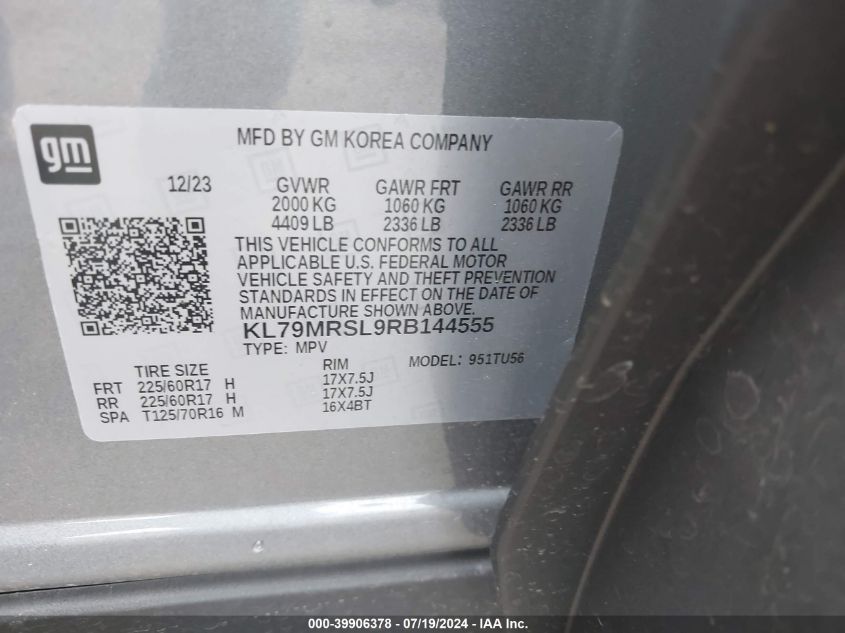 gm
MFD BY GM KOREA COMPANY
12/23 GVWR GAWR FRT GAWR RR
2000 KG 1060 KG 1060 KG
4409 LB 2336 LB 2336 LB
THIS VEHICLE CONFORMS TO ALL
APPLICABLE U.S. FEDERAL MOTOR
VEHICLE SAFETY AND THEFT PREVENTION
STANDARDS IN EFFECT ON THE DATE OF
MANUFACTURE SHOWN ABOVE.
KL79MRSL9RB144555
TYPE: MPV MODEL: 951TU56
TIRE SIZE RIM
FRT 225/60R17 H 17X7.5J
RR 225/60R17 H 17X7.5J
SPA T125/70R16 M 16X4BT
000-39906378 - 07/19/2024 - IAA Inc.